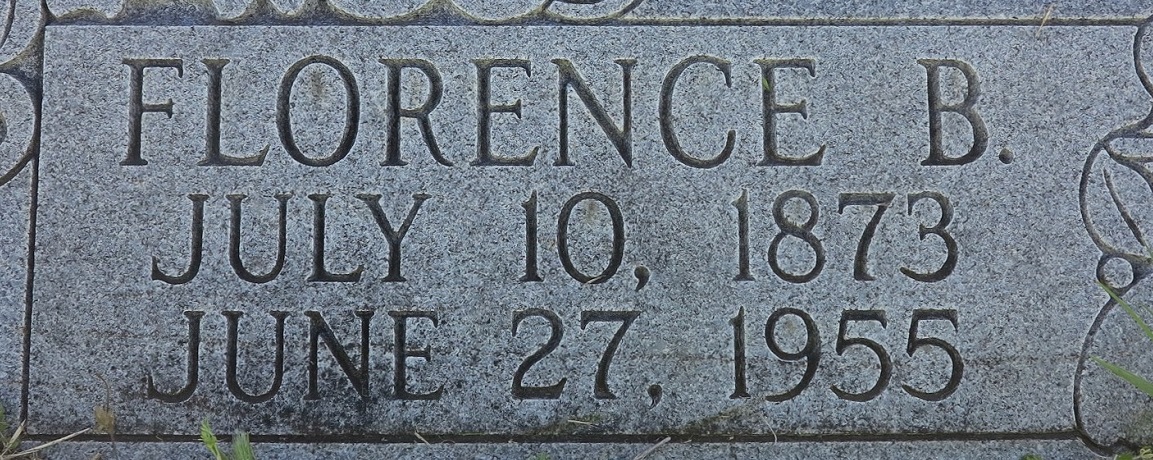 FLORENCE B.
JULY 10, 1873
JUNE 27, 1955